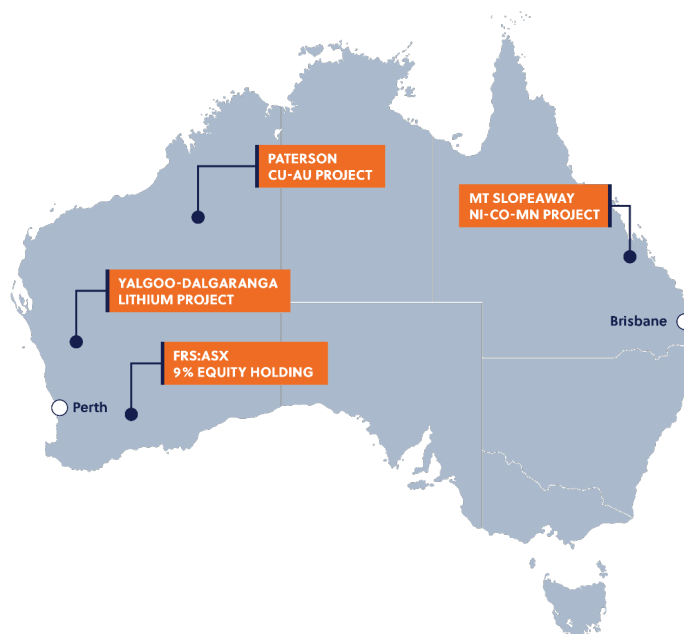 PATERSON
CU-AU PROJECT
MT SLOPEAWAY
NI-CO-MN PROJECT
YALGOO-DALGARANGA
LITHIUM PROJECT
Brisbane
FRS:ASX
9% EQUITY HOLDING
Perth